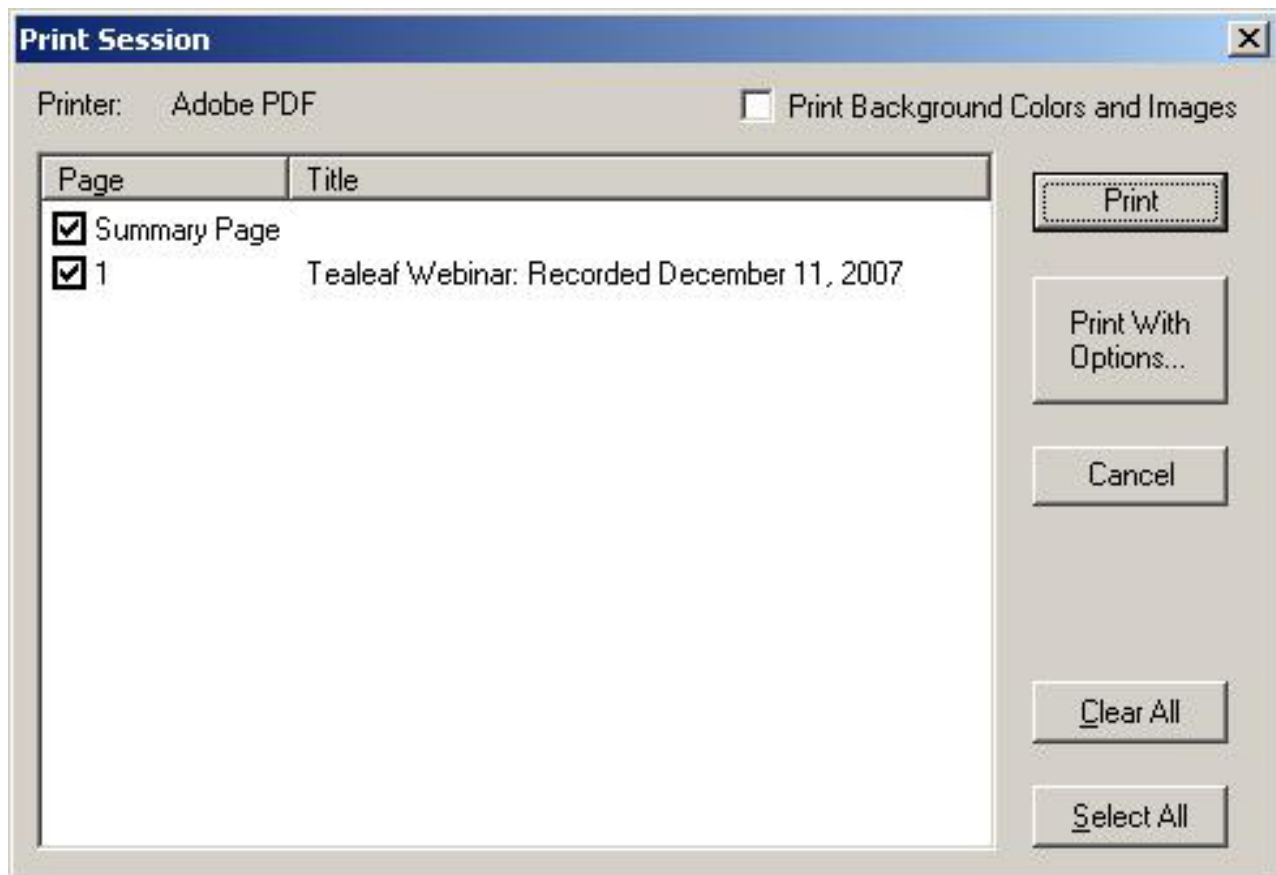 Print Session
Printer: Adobe PDF
Print Background Colors and Images
Page Title
Summary Page
1 Tealeaf Webinar: Recorded December 11, 2007
Print
Print With
Options...
Cancel
Clear All
Select All